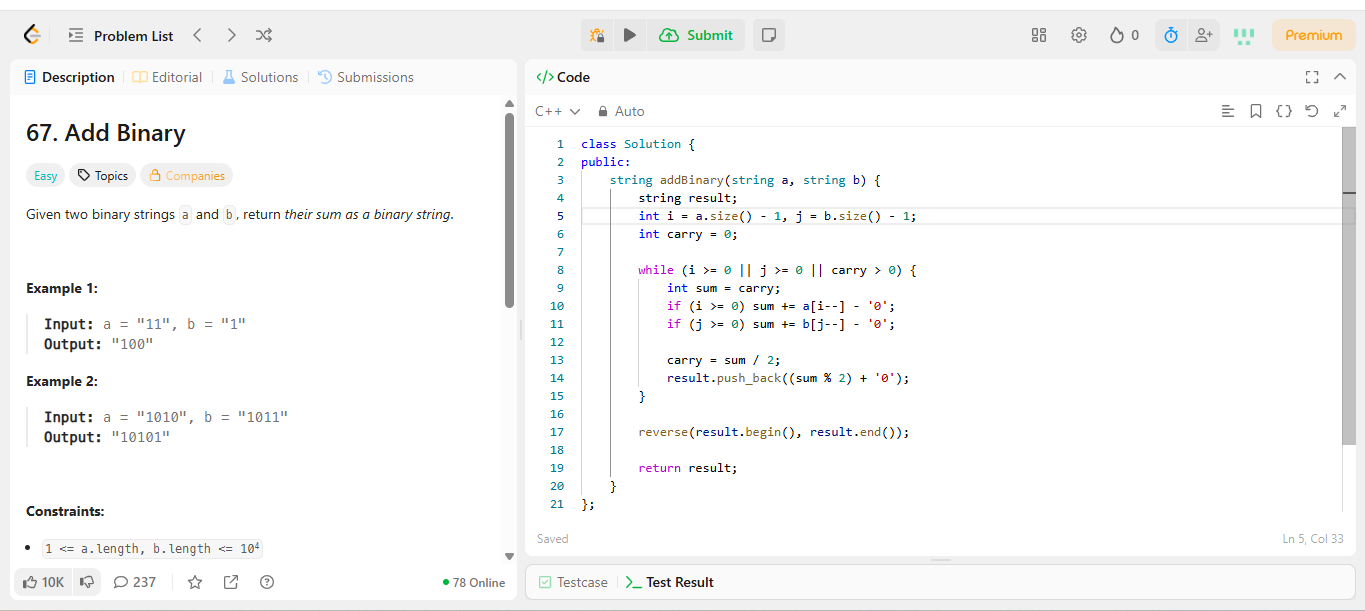 Problem List
Submit
0
Premium
Description
Editorial
Solutions
Submissions
67. Add Binary
Easy
Topics
Companies
Given two binary strings a and b, return their sum as a binary string.
Example 1:
Input: a = "11", b = "1"
Output: "100"
Example 2:
Input: a = "1010", b = "1011"
Output: "10101"
Constraints:
• 1 <= a.length, b.length <= 10⁴
10K
237
78 Online
</> Code
C++
Auto
1 class Solution {
2 public:
3     string addBinary(string a, string b) {
4         string result;
5         int i = a.size() - 1, j = b.size() - 1;
6         int carry = 0;
7
8         while (i >= 0 || j >= 0 || carry > 0) {
9             int sum = carry;
10             if (i >= 0) sum += a[i--] - '0';
11             if (j >= 0) sum += b[j--] - '0';
12
13             carry = sum / 2;
14             result.push_back((sum % 2) + '0');
15         }
16
17         reverse(result.begin(), result.end());
18
19         return result;
20     }
21 };
Saved
Ln 5, Col 33
Testcase
Test Result